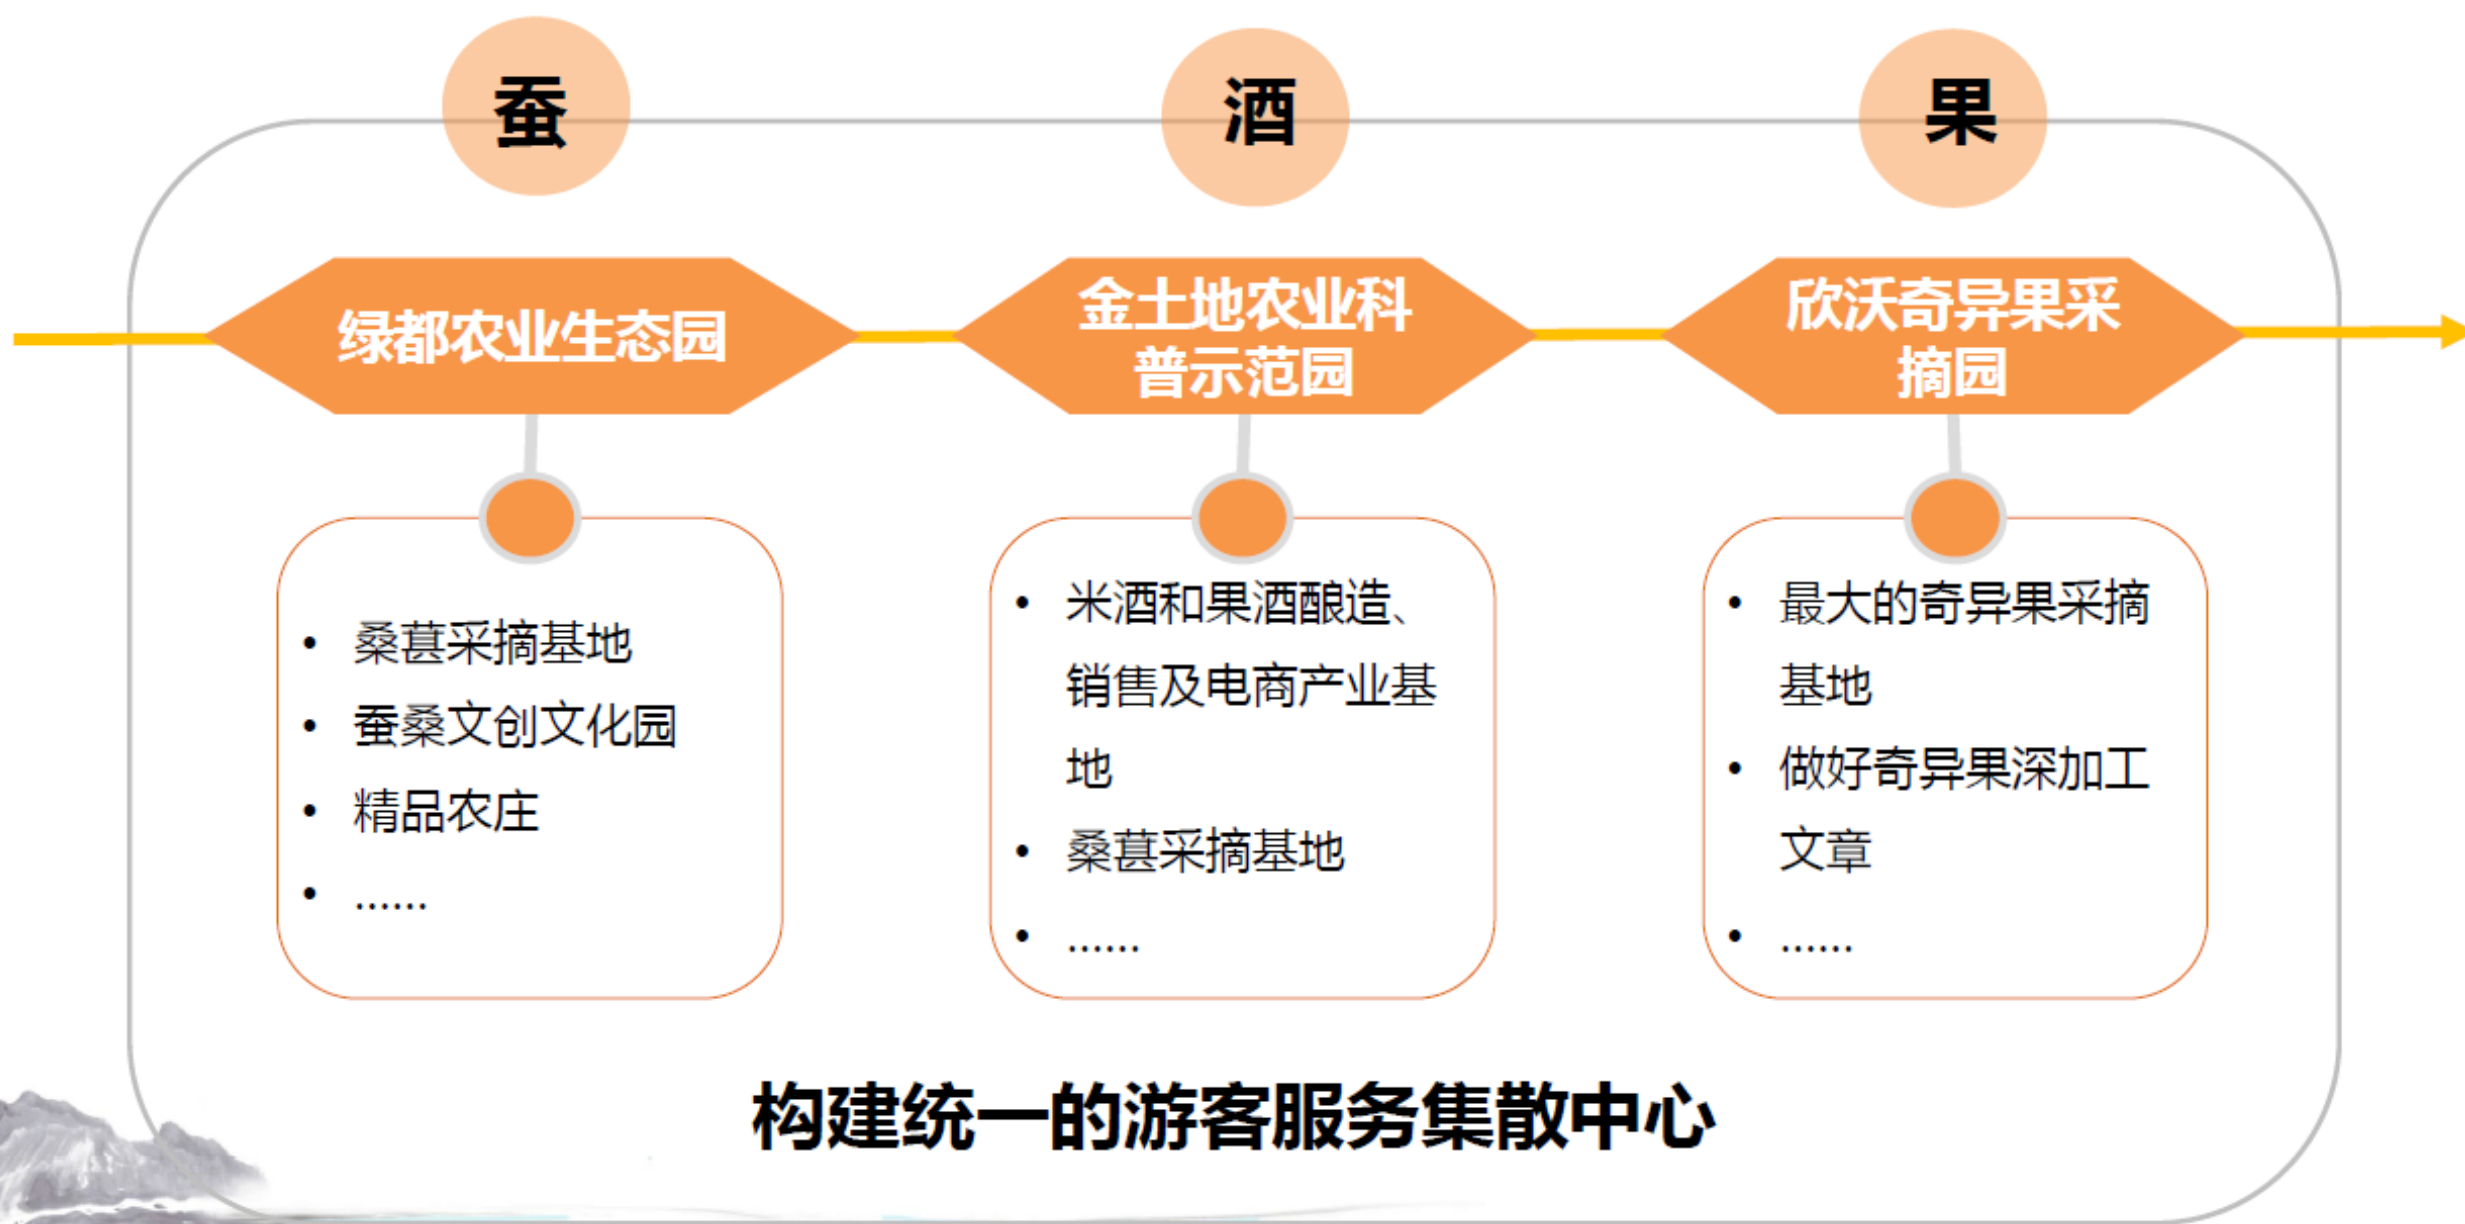 蚕
酒
果
绿都农业生态园
金土地农业科
普示范园
欣沃奇异果采
摘园
• 桑葚采摘基地
• 蚕桑文创文化园
• 精品农庄
• ......
• 米酒和果酒酿造、
销售及电商产业基
地
• 桑葚采摘基地
• ......
• 最大的奇异果采摘
基地
• 做好奇异果深加工
文章
• ......
构建统一的游客服务集散中心